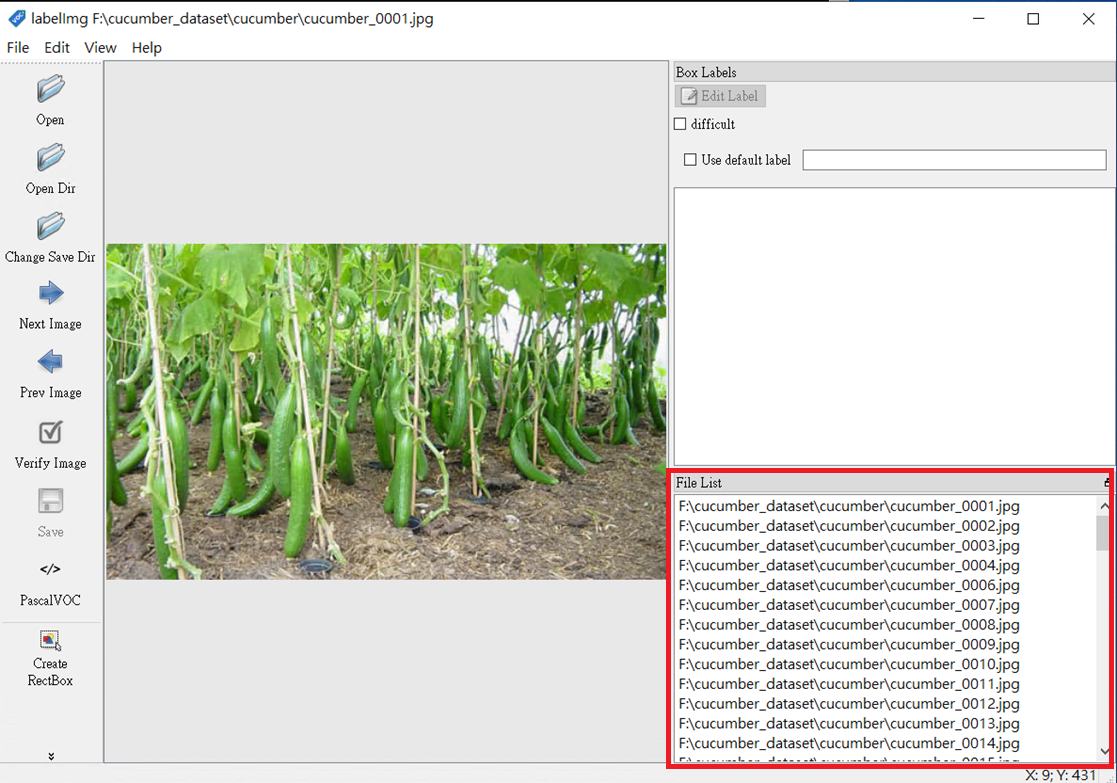 labelImg F:\cucumber_dataset\cucumber\cucumber_0001.jpg
File Edit View Help
Open
Open Dir
Change Save Dir
Next Image
Prev Image
Verify Image
Save
</>
PascalVOC
Create
RectBox
Box Labels
Edit Label
difficult
Use default label
File List
F:\cucumber_dataset\cucumber\cucumber_0001.jpg
F:\cucumber_dataset\cucumber\cucumber_0002.jpg
F:\cucumber_dataset\cucumber\cucumber_0003.jpg
F:\cucumber_dataset\cucumber\cucumber_0004.jpg
F:\cucumber_dataset\cucumber\cucumber_0006.jpg
F:\cucumber_dataset\cucumber\cucumber_0007.jpg
F:\cucumber_dataset\cucumber\cucumber_0008.jpg
F:\cucumber_dataset\cucumber\cucumber_0009.jpg
F:\cucumber_dataset\cucumber\cucumber_0010.jpg
F:\cucumber_dataset\cucumber\cucumber_0011.jpg
F:\cucumber_dataset\cucumber\cucumber_0012.jpg
F:\cucumber_dataset\cucumber\cucumber_0013.jpg
F:\cucumber_dataset\cucumber\cucumber_0014.jpg
X: 9; Y: 431